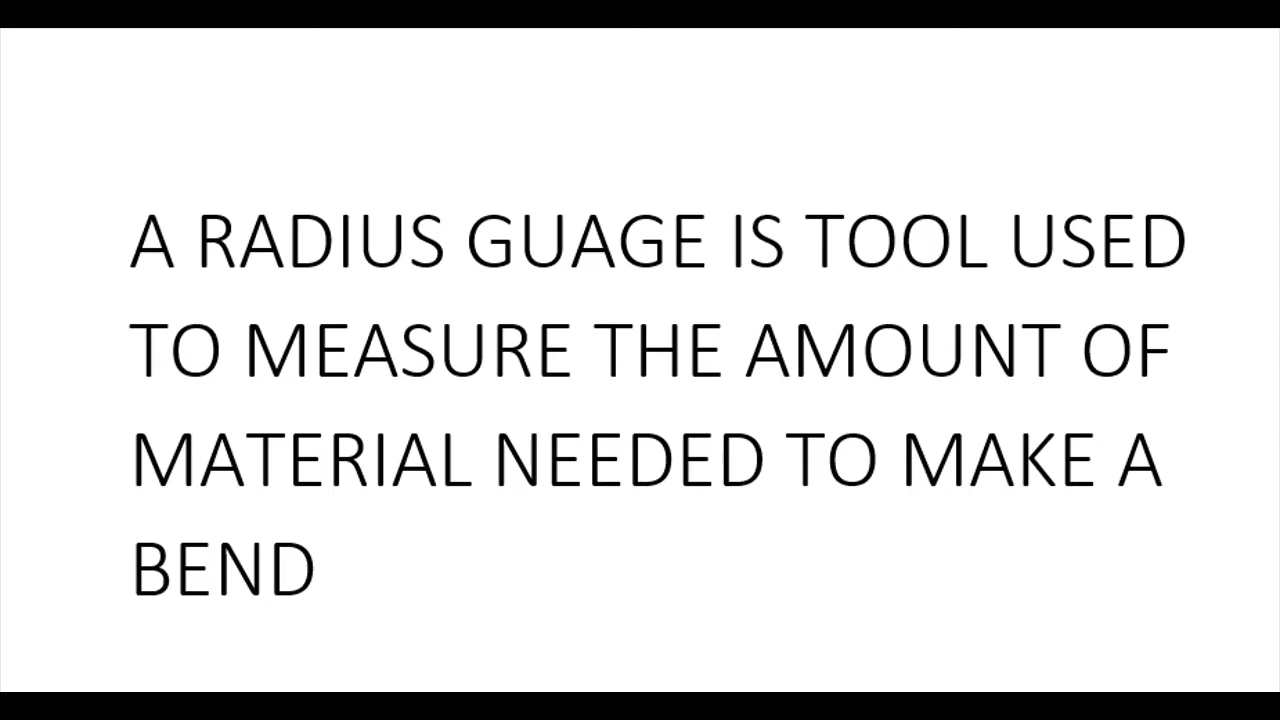 A RADIUS GUAGE IS TOOL USED
TO MEASURE THE AMOUNT OF
MATERIAL NEEDED TO MAKE A
BEND